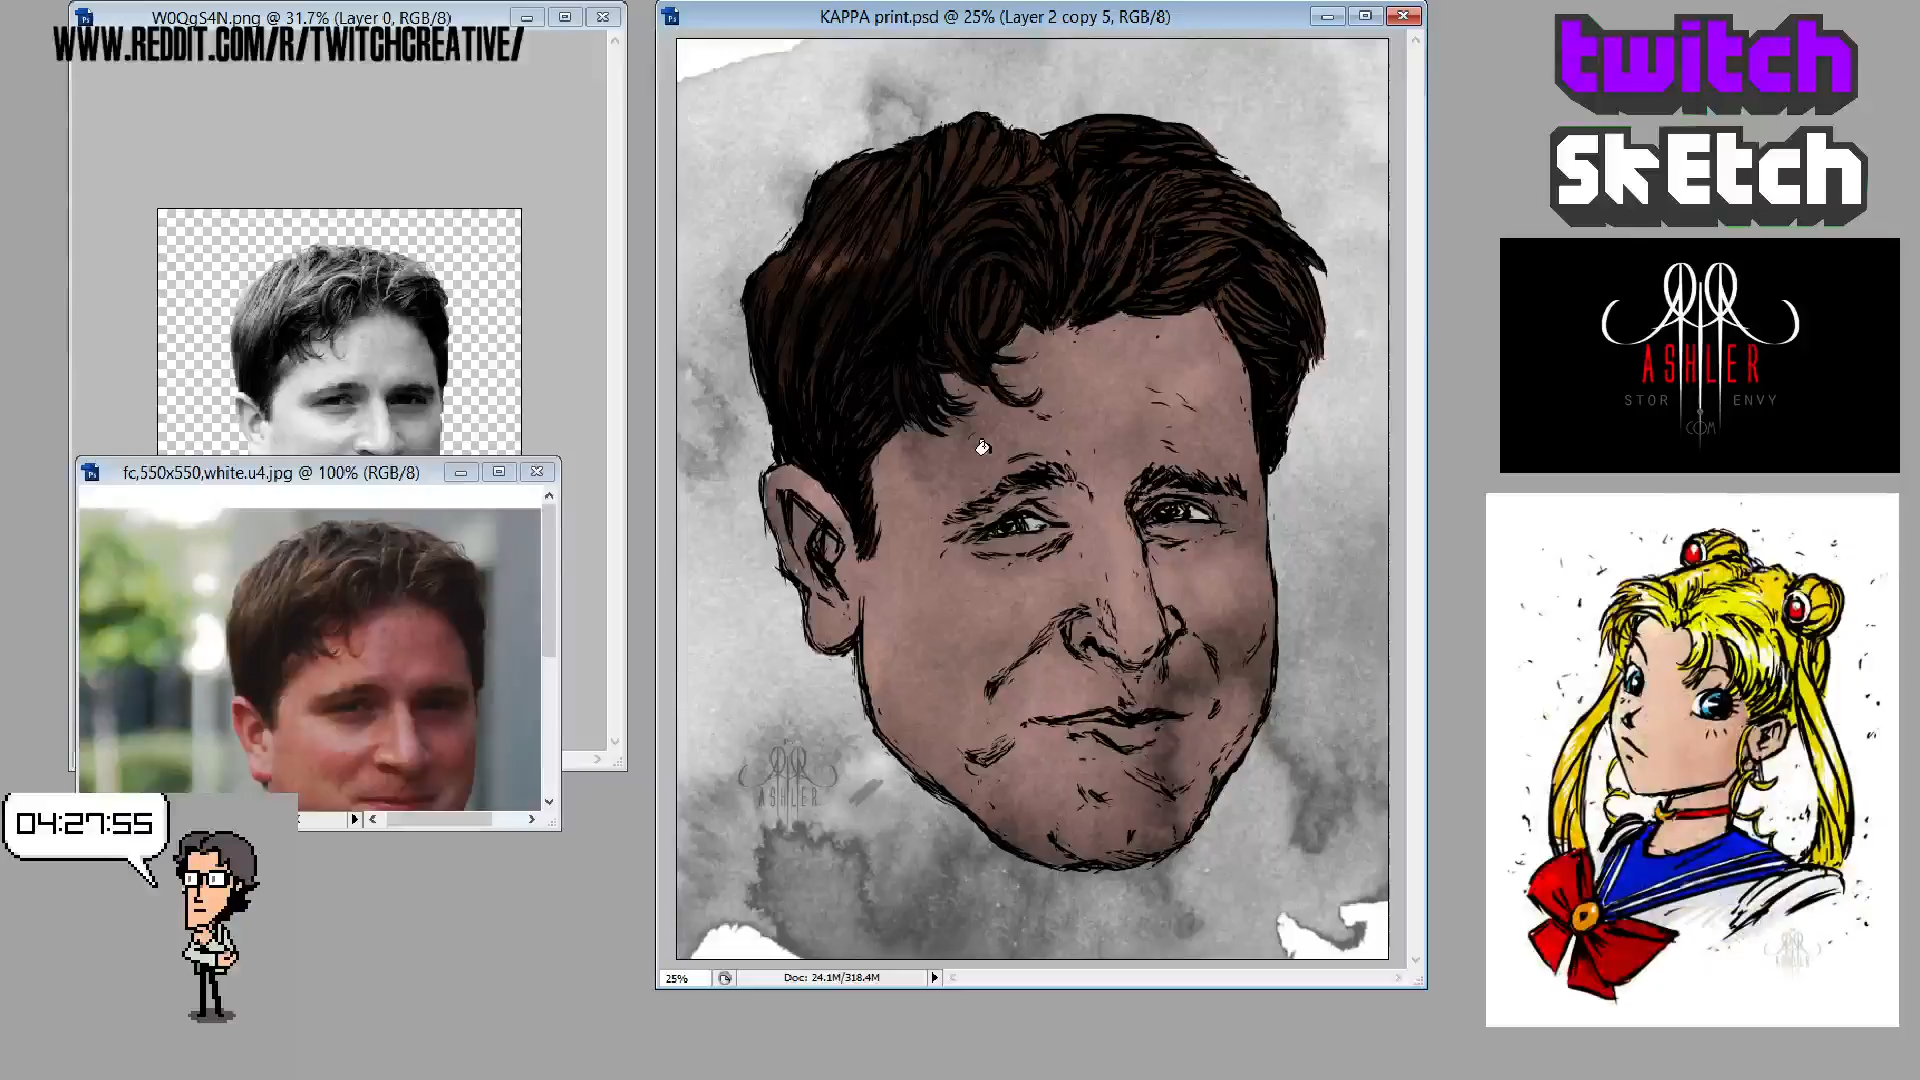 W0QgS4N.png @ 31.7% (Layer 0, RGB/8)
WWW.REDDIT.COM/R/TWITCHCREATIVE/
KAPPA print.psd @ 25% (Layer 2 copy 5, RGB/8)
twitch
SkEtch
ASHLER
STOR ENVY
.COM
fc,550x550,white.u4.jpg @ 100% (RGB/8)
04:27:55
ASHLER
25%
Doc: 24.1M/318.4M